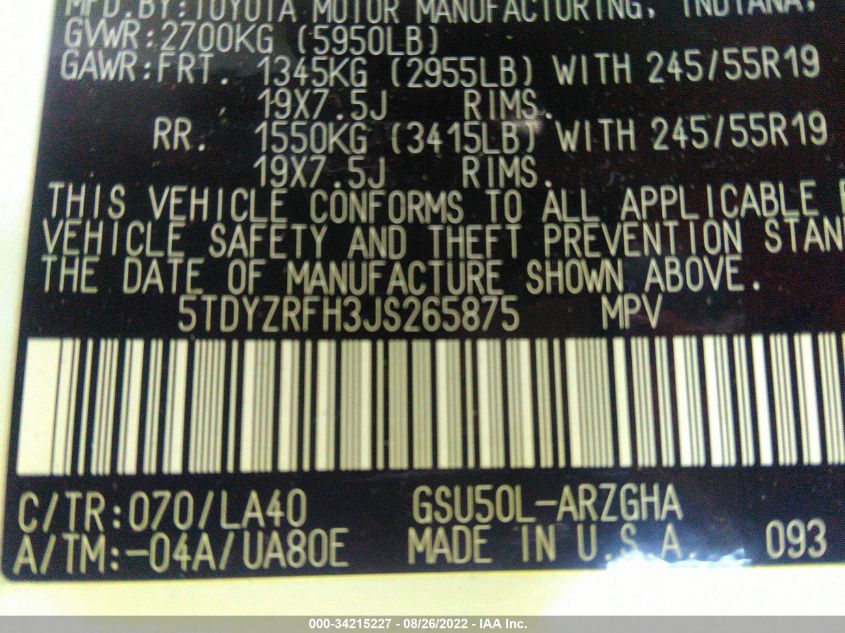 MFD.BY:TOYOTA MOTOR MANUFACTURING, INDIANA,
GVWR:2700KG (5950LB)
GAWR:FRT. 1345KG (2955LB) WITH 245/55R19
19X7.5J RIMS.
RR. 1550KG (3415LB) WITH 245/55R19
19X7.5J RIMS.
THIS VEHICLE CONFORMS TO ALL APPLICABLE
VEHICLE SAFETY AND THEFT PREVENTION STAN
THE DATE OF MANUFACTURE SHOWN ABOVE.
5TDYZRFH3JS265875 MPV
C/TR:070/LA40 GSU50L-ARZGHA
A/TM:-04A/UA80E MADE IN U.S.A. 093
000-34215227 - 08/26/2022 - IAA Inc.